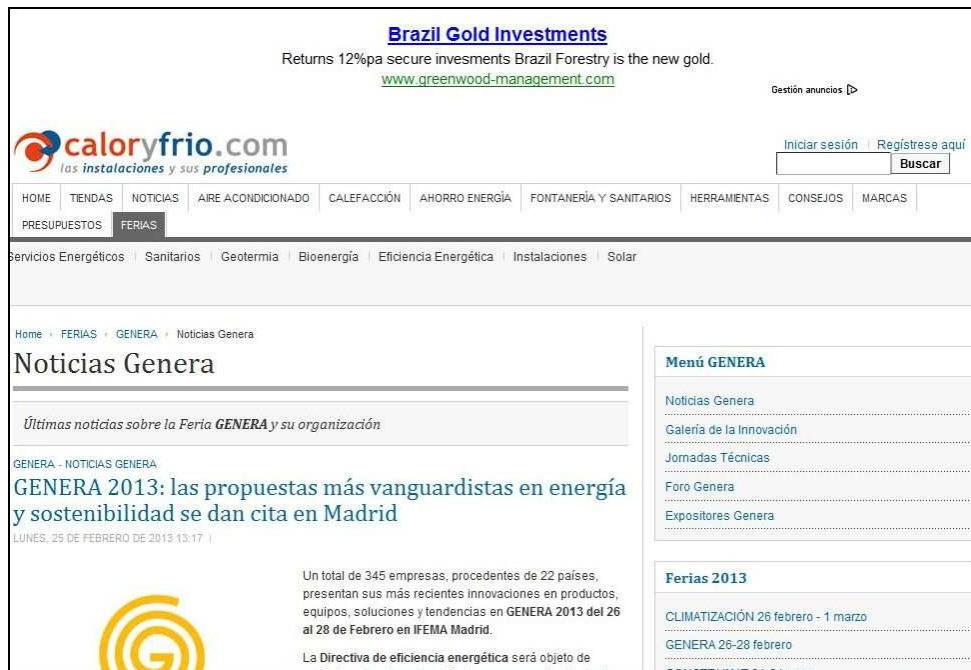 Brazil Gold Investments
Returns 12%pa secure invesments Brazil Forestry is the new gold.
www.greenwood-management.com
Gestión anuncios
caloryfrio.com
las instalaciones y sus profesionales
Iniciar sesión Regístrese aquí
Buscar
HOME TIENDAS NOTICIAS AIRE ACONDICIONADO CALEFACCIÓN AHORRO ENERGÍA FONTANERÍA Y SANITARIOS HERRAMIENTAS CONSEJOS MARCAS
PRESUPUESTOS FERIAS
Servicios Energéticos Sanitarios Geotermia Bioenergía Eficiencia Energética Instalaciones Solar
Home FERIAS GENERA Noticias Genera
Noticias Genera
Últimas noticias sobre la Feria GENERA y su organización
GENERA - NOTICIAS GENERA
GENERA 2013: las propuestas más vanguardistas en energía
y sostenibilidad se dan cita en Madrid
LUNES, 25 DE FEBRERO DE 2013 13:17
Un total de 345 empresas, procedentes de 22 países,
presentan sus más recientes innovaciones en productos,
equipos, soluciones y tendencias en GENERA 2013 del 26
al 28 de Febrero en IFEMA Madrid.
La Directiva de eficiencia energética será objeto de
Menú GENERA
Noticias Genera
Galería de la Innovación
Jornadas Técnicas
Foro Genera
Expositores Genera
Ferias 2013
CLIMATIZACIÓN 26 febrero - 1 marzo
GENERA 26-28 febrero